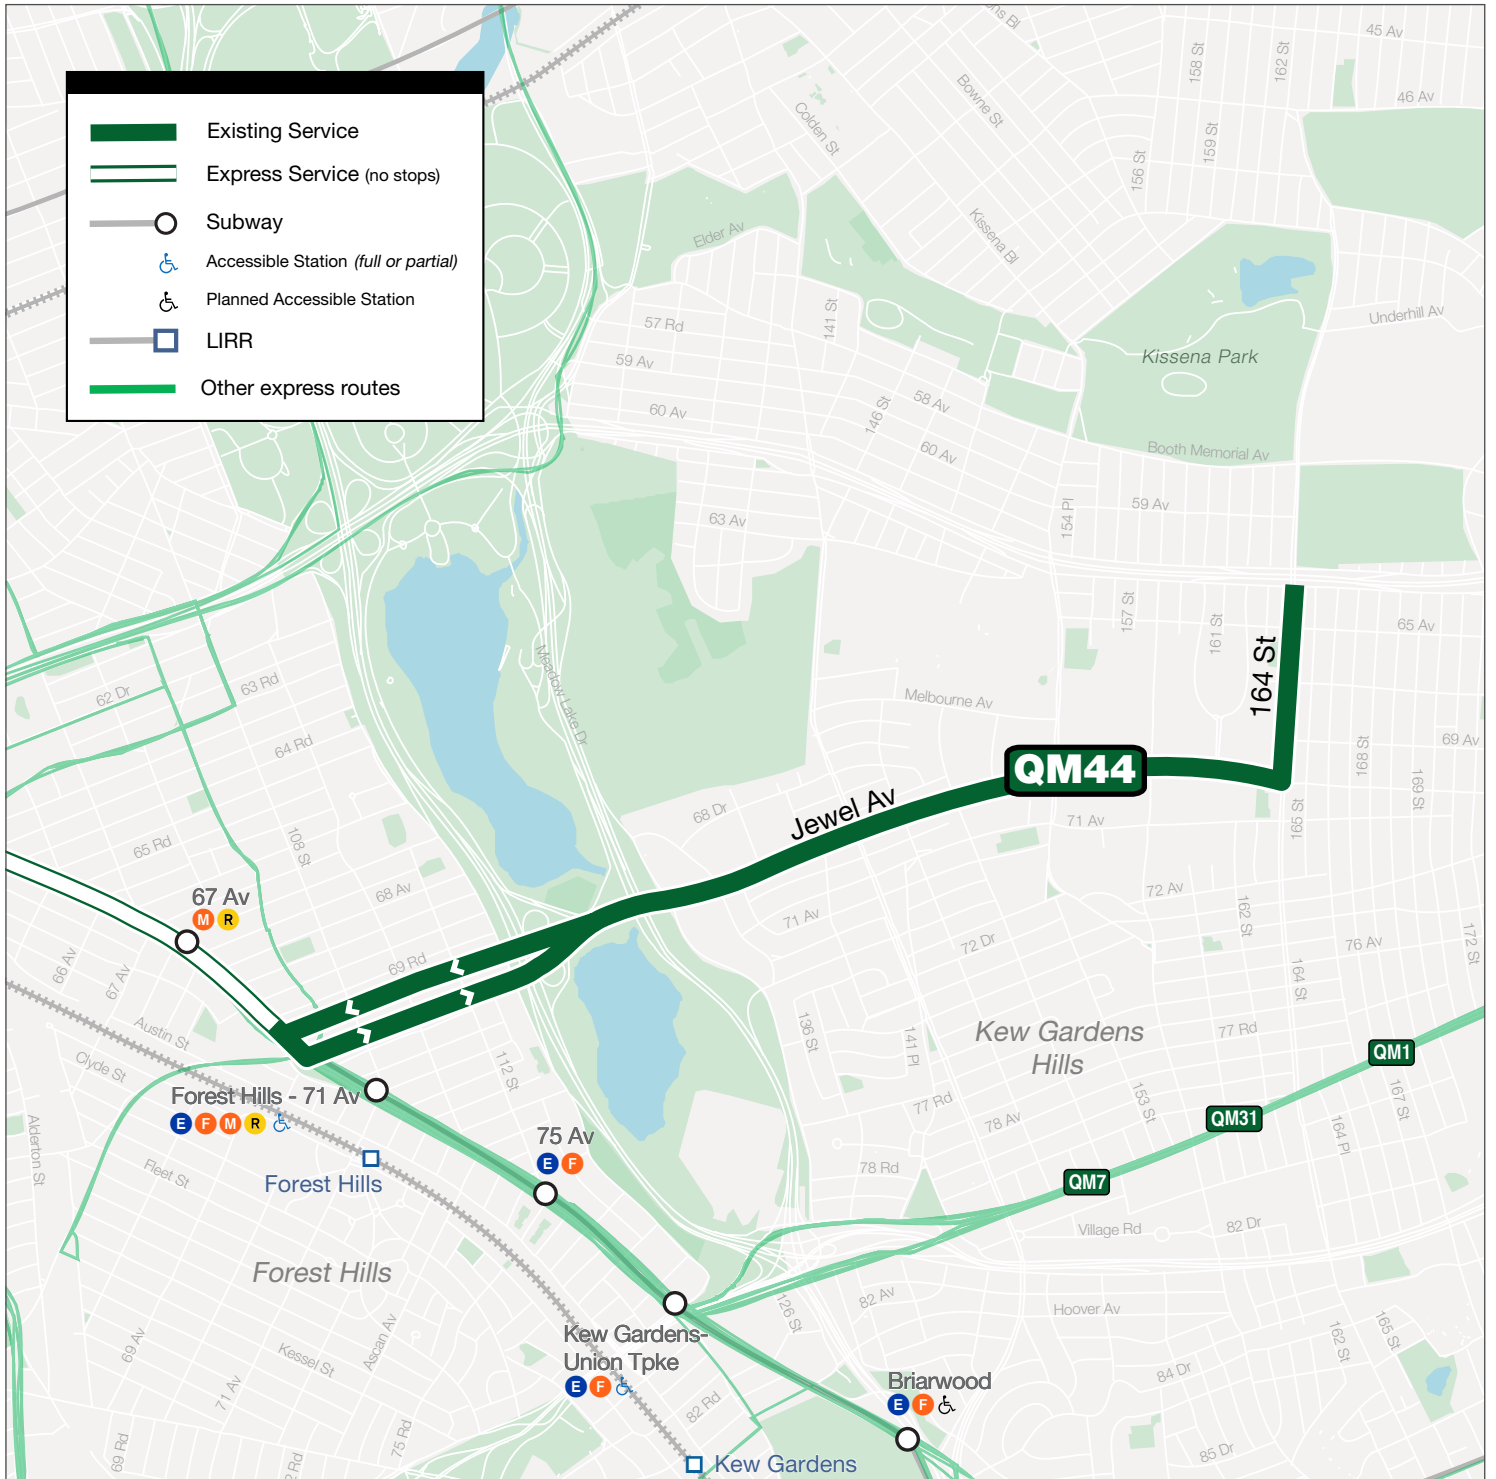 Existing Service
Express Service (no stops)
Subway
Accessible Station (full or partial)
Planned Accessible Station
LIRR
Other express routes
45 Av
158 St
162 St
46 Av
Bowne St
Colden St
159 St
156 St
Kissena Bl
Elder Av
57 Rd
141 St
Underhill Av
Kissena Park
59 Av
58 Av
60 Av
146 St
60 Av
Booth Memorial Av
63 Av
154 Pl
59 Av
157 St
161 St
65 Av
164 St
Meadow Lake Dr
62 Dr
63 Rd
64 Rd
Melbourne Av
69 Av
168 St
169 St
QM44
Jewel Av
68 Dr
71 Av
165 St
65 Rd
108 St
68 Av
67 Av
M R
72 Av
162 St
71 Av
72 Dr
76 Av
172 St
66 Av
67 Av
69 Rd
164 St
Austin St
Clyde St
112 St
136 St
141 Pl
Kew Gardens
Hills
77 Rd
QM1
Forest Hills - 71 Av
E F M R
77 Rd
78 Av
153 St
QM31
167 St
164 Pl
Alderton St
75 Av
E F
Fleet St
Forest Hills
78 Rd
QM7
Village Rd
82 Dr
Forest Hills
82 Av
126 St
Hoover Av
69 Av
Kessel St
Ascan Av
Kew Gardens-
Union Tpke
E F
162 St
165 St
71 Av
82 Rd
Briarwood
E F
84 Dr
69 Rd
75 Rd
85 Dr
Kew Gardens